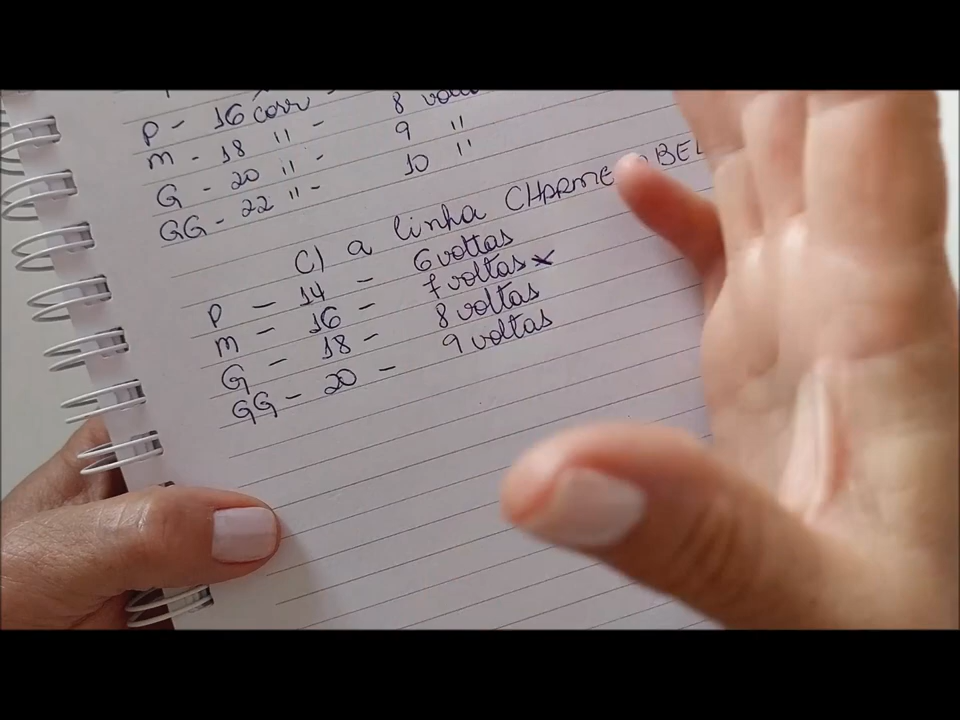 P - 16 corr - 8 volt
M - 18 " - 9 "
G - 20 " - 10 "
GG - 22 " -
C/ a linha CHARME
P - 14 - 6 voltas
M - 16 - 7 voltas x
G - 18 - 8 voltas
GG - 20 - 9 voltas